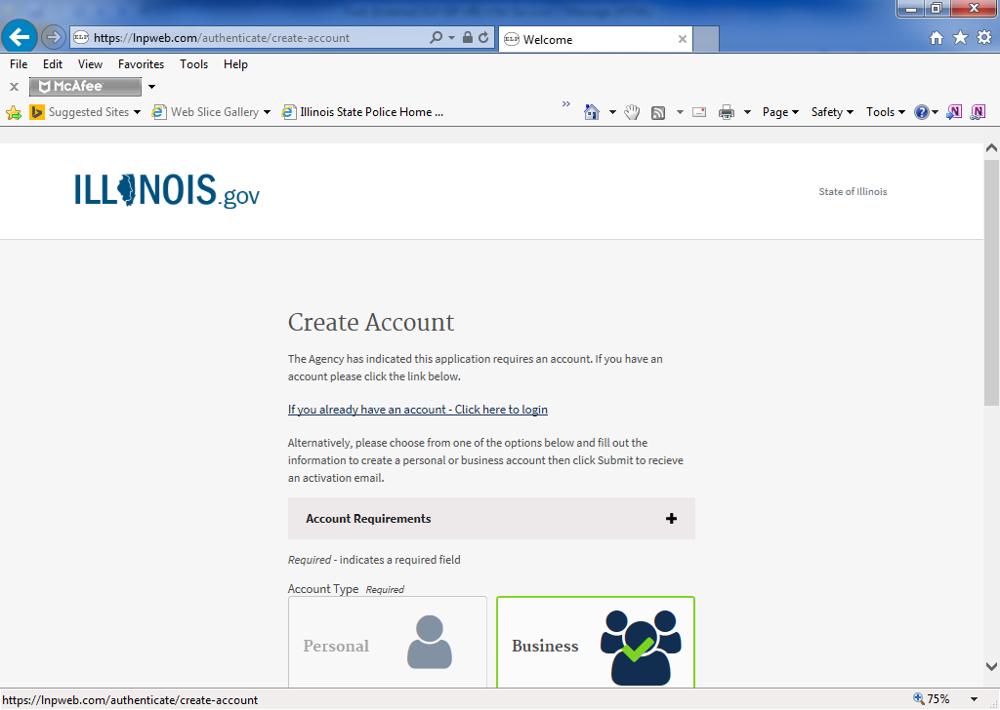 https://lnpweb.com/authenticate/create-account
ELP Welcome
File Edit View Favorites Tools Help
x McAfee
Suggested Sites Web Slice Gallery Illinois State Police Home ... » Page Safety Tools
ILLINOIS.gov
State of Illinois
Create Account
The Agency has indicated this application requires an account. If you have an
account please click the link below.
If you already have an account - Click here to login
Alternatively, please choose from one of the options below and fill out the
information to create a personal or business account then click Submit to recieve
an activation email.
Account Requirements +
Required - indicates a required field
Account Type Required
Personal Business
https://lnpweb.com/authenticate/create-account 75%